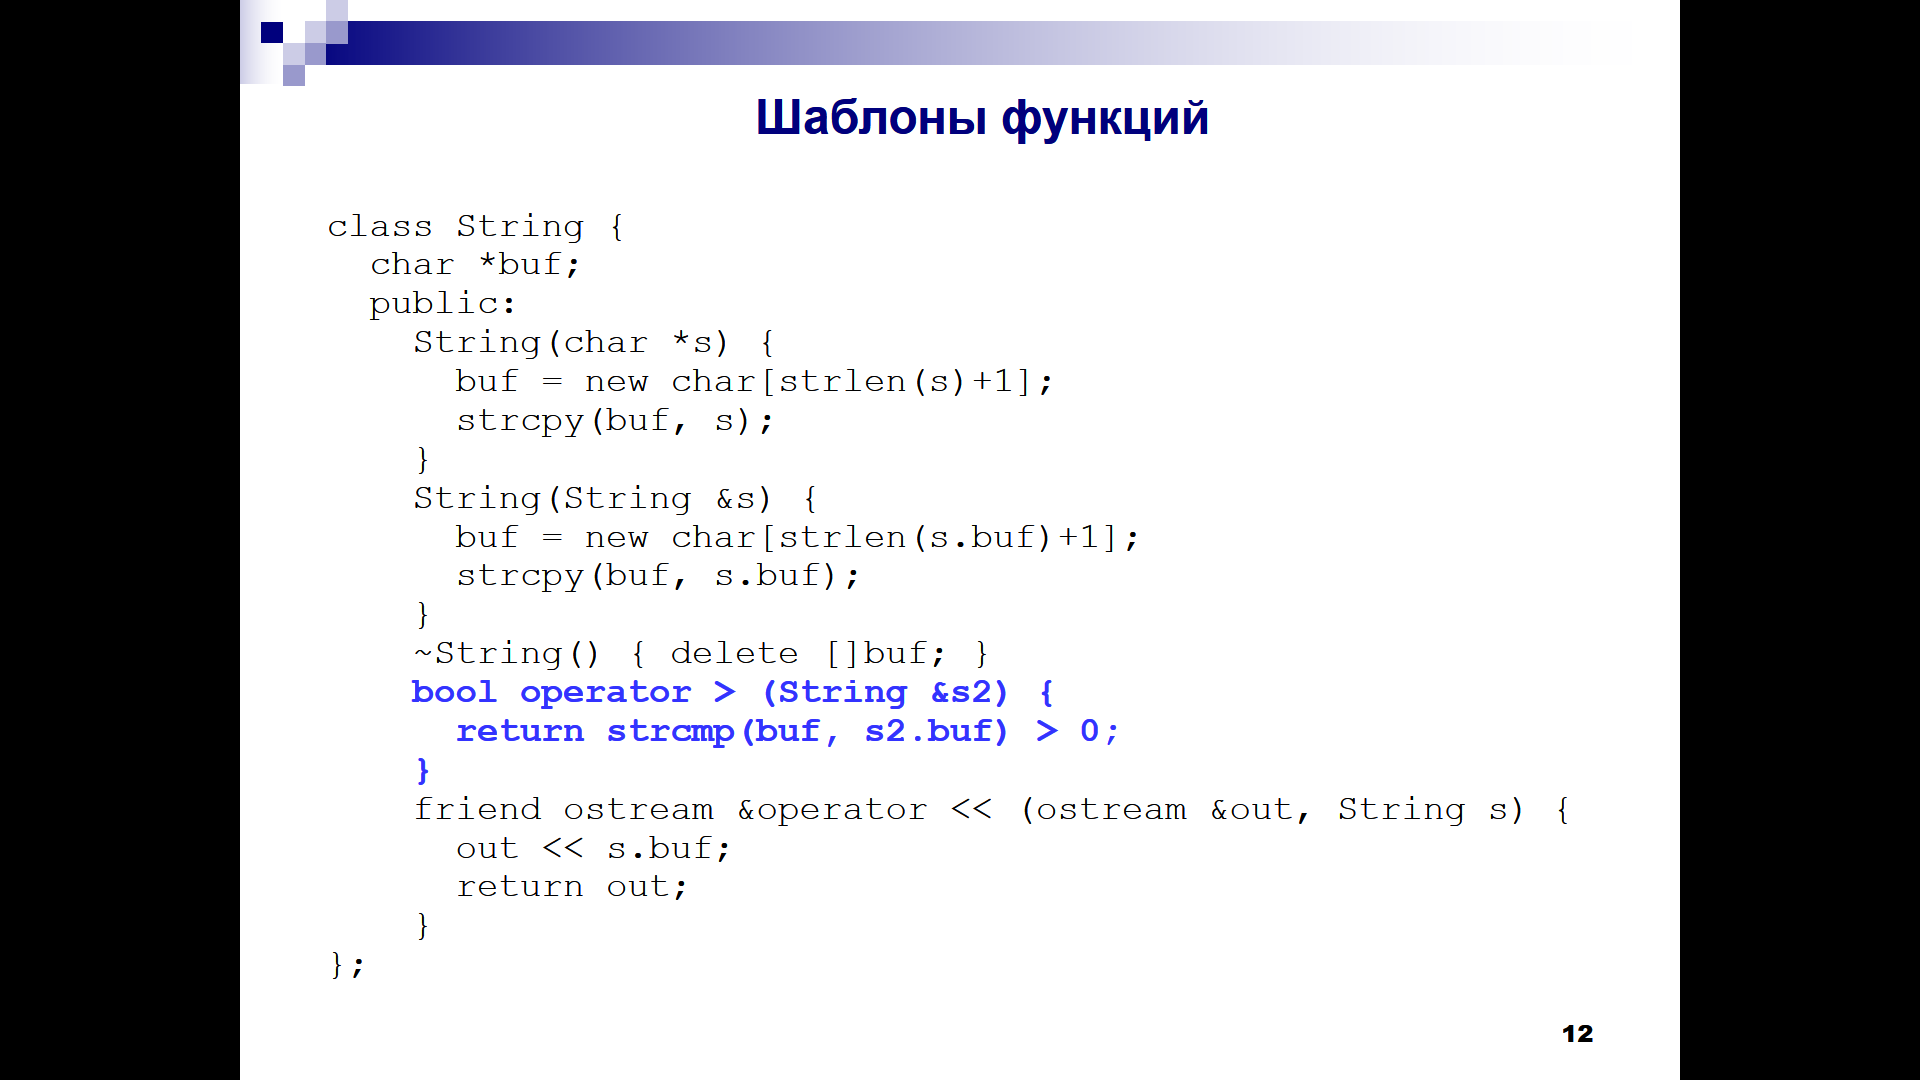 Шаблоны функций
class String {
  char *buf;
  public:
    String(char *s) {
      buf = new char[strlen(s)+1];
      strcpy(buf, s);
    }
    String(String &s) {
      buf = new char[strlen(s.buf)+1];
      strcpy(buf, s.buf);
    }
    ~String() { delete []buf; }
    bool operator > (String &s2) {
      return strcmp(buf, s2.buf) > 0;
    }
    friend ostream &operator << (ostream &out, String s) {
      out << s.buf;
      return out;
    }
};
12